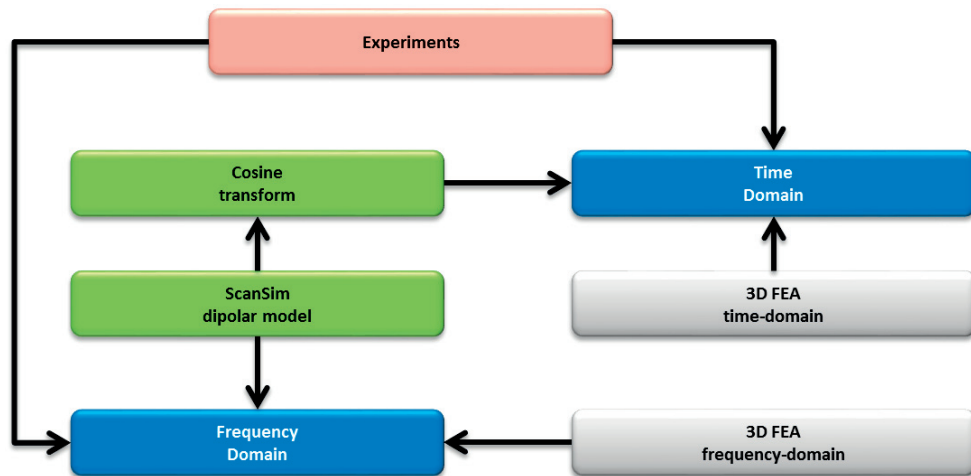 Experiments
Cosine
transform
Time
Domain
ScanSim
dipolar model
3D FEA
time-domain
Frequency
Domain
3D FEA
frequency-domain